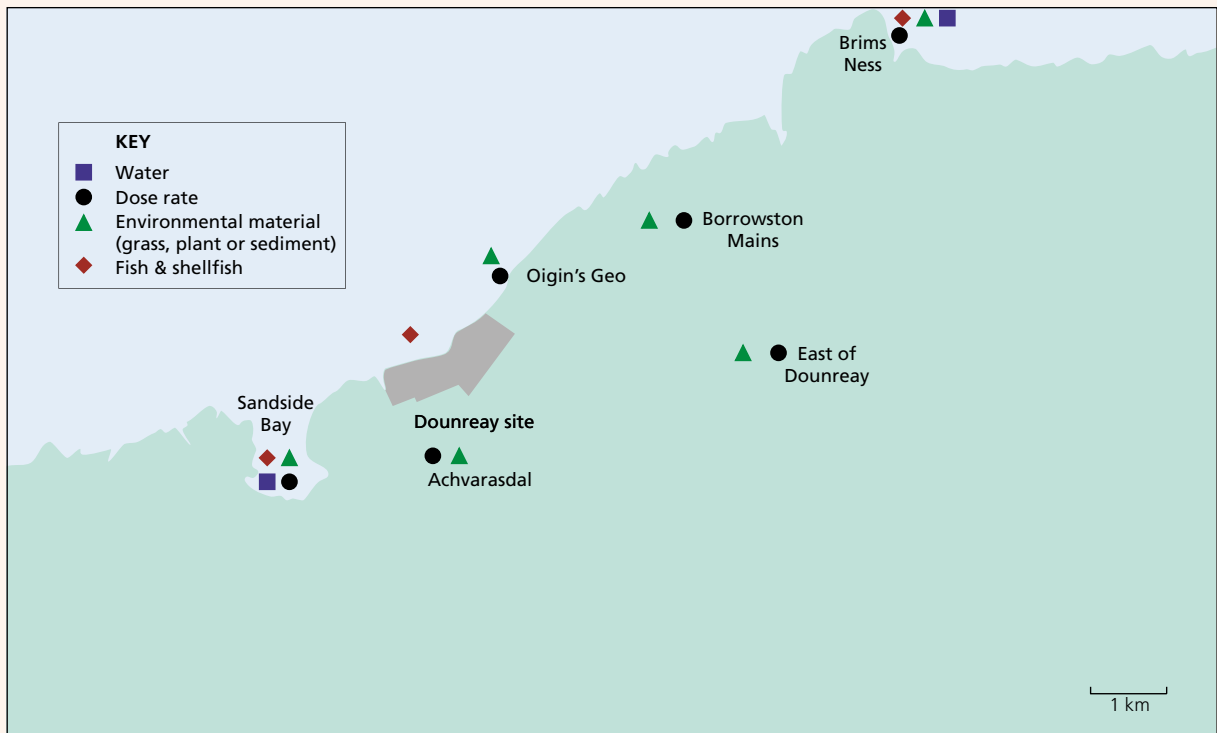 Brims
Ness
KEY
Water
Dose rate
Environmental material
(grass, plant or sediment)
Fish & shellfish
Borrowston
Mains
Oigin's Geo
East of
Dounreay
Sandside
Bay
Dounreay site
Achvarasdal
1 km